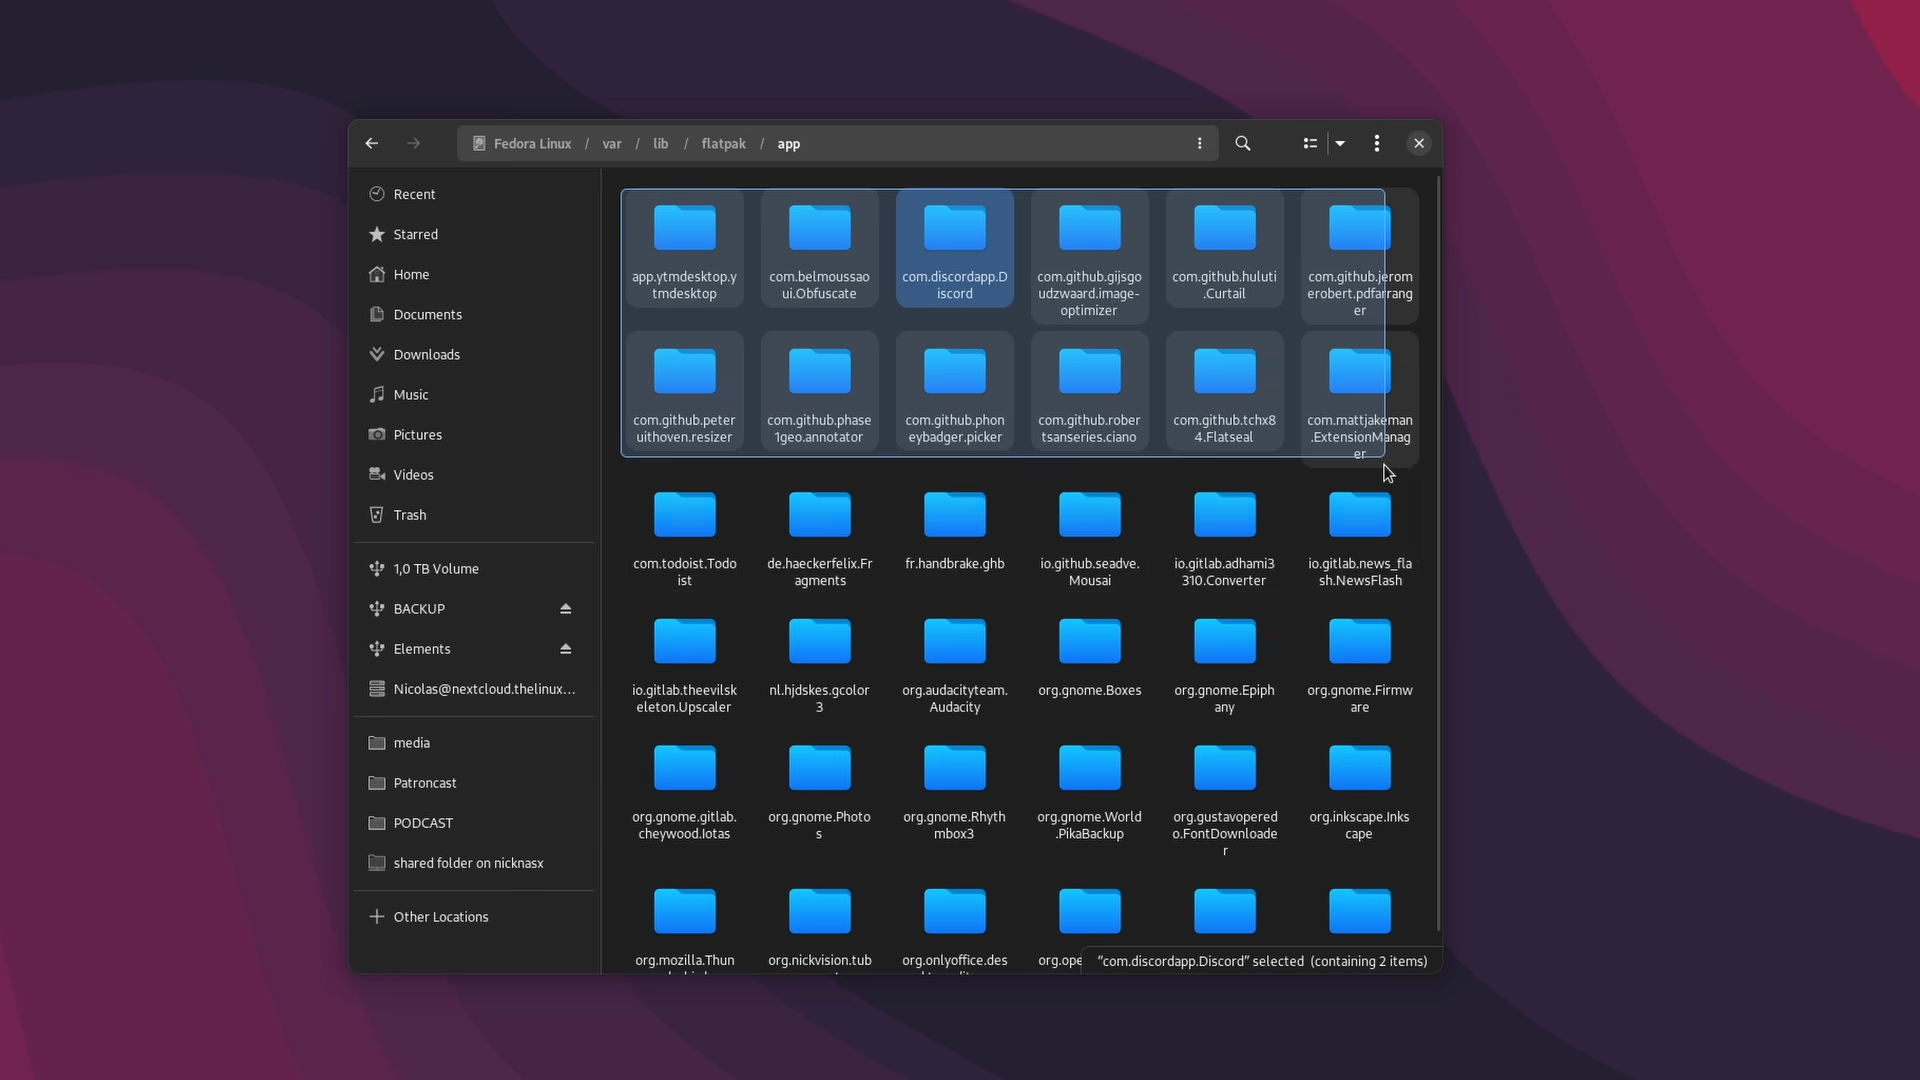 Fedora Linux / var / lib / flatpak / app
Recent
Starred
Home
Documents
Downloads
Music
Pictures
Videos
Trash
1,0 TB Volume
BACKUP
Elements
Nicolas@nextcloud.thelinux...
media
Patroncast
PODCAST
shared folder on nicknasx
Other Locations
app.ytmdesktop.y
tmdesktop
com.belmoussao
ui.Obfuscate
com.discordapp.D
iscord
com.github.gijsgo
udzwaard.image-
optimizer
com.github.huluti
.Curtail
com.github.jerom
erobert.pdfarrang
er
com.github.peter
uithoven.resizer
com.github.phase
1geo.annotator
com.github.phon
eybadger.picker
com.github.rober
tsanseries.ciano
com.github.tchx8
4.Flatseal
com.mattjakeman
.ExtensionManag
er
com.todoist.Todo
ist
de.haeckerfelix.Fr
agments
fr.handbrake.ghb
io.github.seadve.
Mousai
io.gitlab.adhami3
310.Converter
io.gitlab.news_fla
sh.NewsFlash
io.gitlab.theevilsk
eleton.Upscaler
nl.hjdskes.gcolor
3
org.audacityteam.
Audacity
org.gnome.Boxes
org.gnome.Epiph
any
org.gnome.Firmw
are
org.gnome.gitlab.
cheywood.Iotas
org.gnome.Photo
s
org.gnome.Rhyth
mbox3
org.gnome.World
.PikaBackup
org.gustavopered
o.FontDownloade
r
org.inkscape.Inks
cape
org.mozilla.Thun
org.nickvision.tub
org.onlyoffice.des
org.ope
"com.discordapp.Discord" selected (containing 2 items)